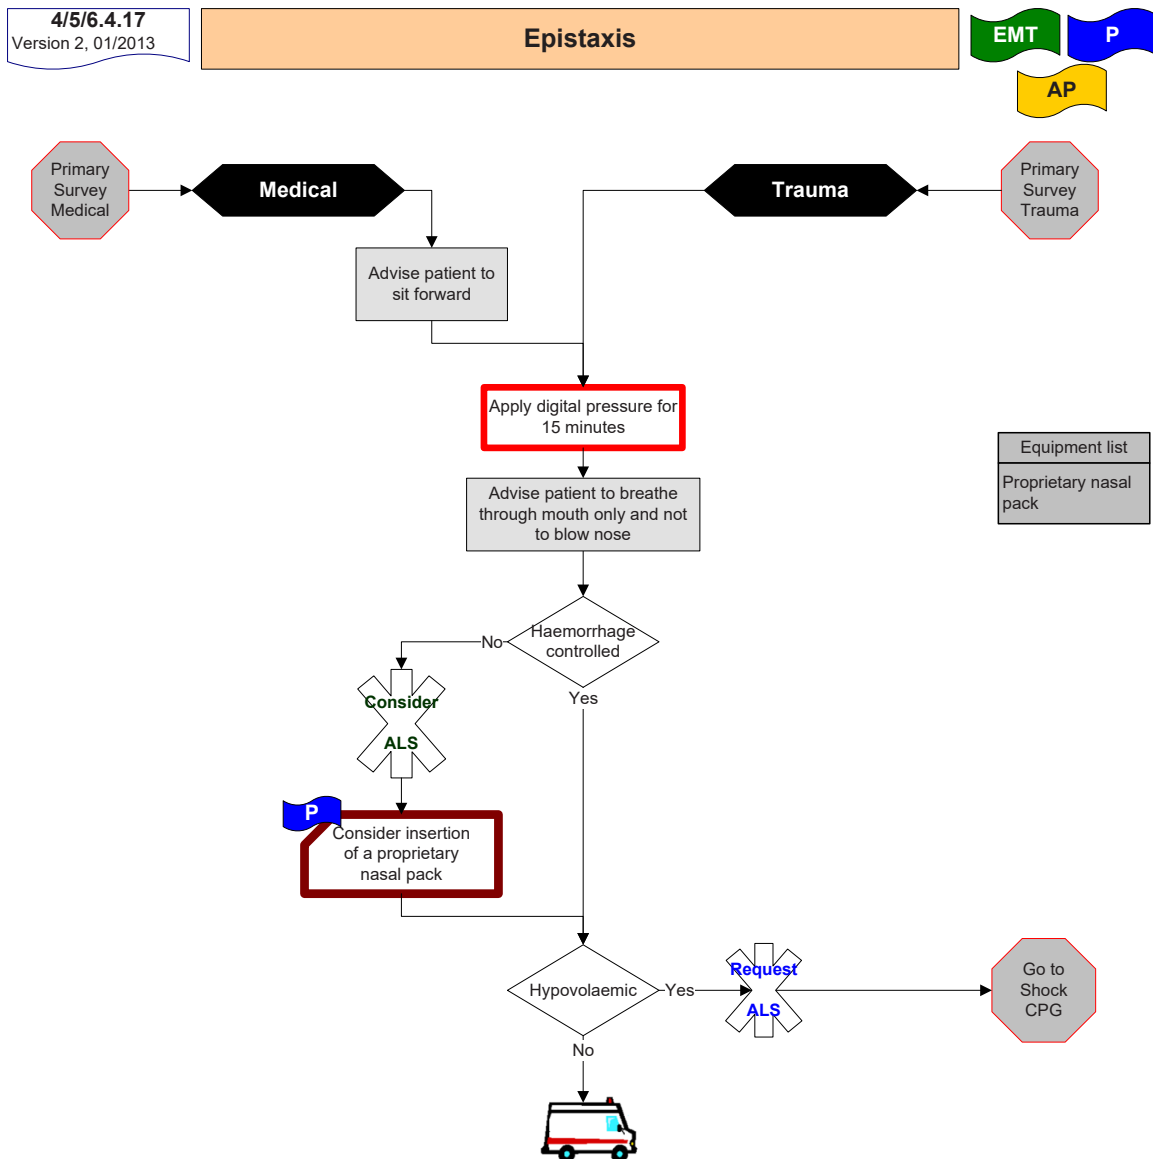 4/5/6.4.17
Version 2, 01/2013
Epistaxis
EMT
P
AP
Primary
Survey
Medical
Medical
Trauma
Primary
Survey
Trauma
Advise patient to
sit forward
Apply digital pressure for
15 minutes
Equipment list
Proprietary nasal
pack
Advise patient to breathe
through mouth only and not
to blow nose
Haemorrhage
controlled
No
Yes
Consider
ALS
P
Consider insertion
of a proprietary
nasal pack
Hypovolaemic
Yes
Request
ALS
Go to
Shock
CPG
No